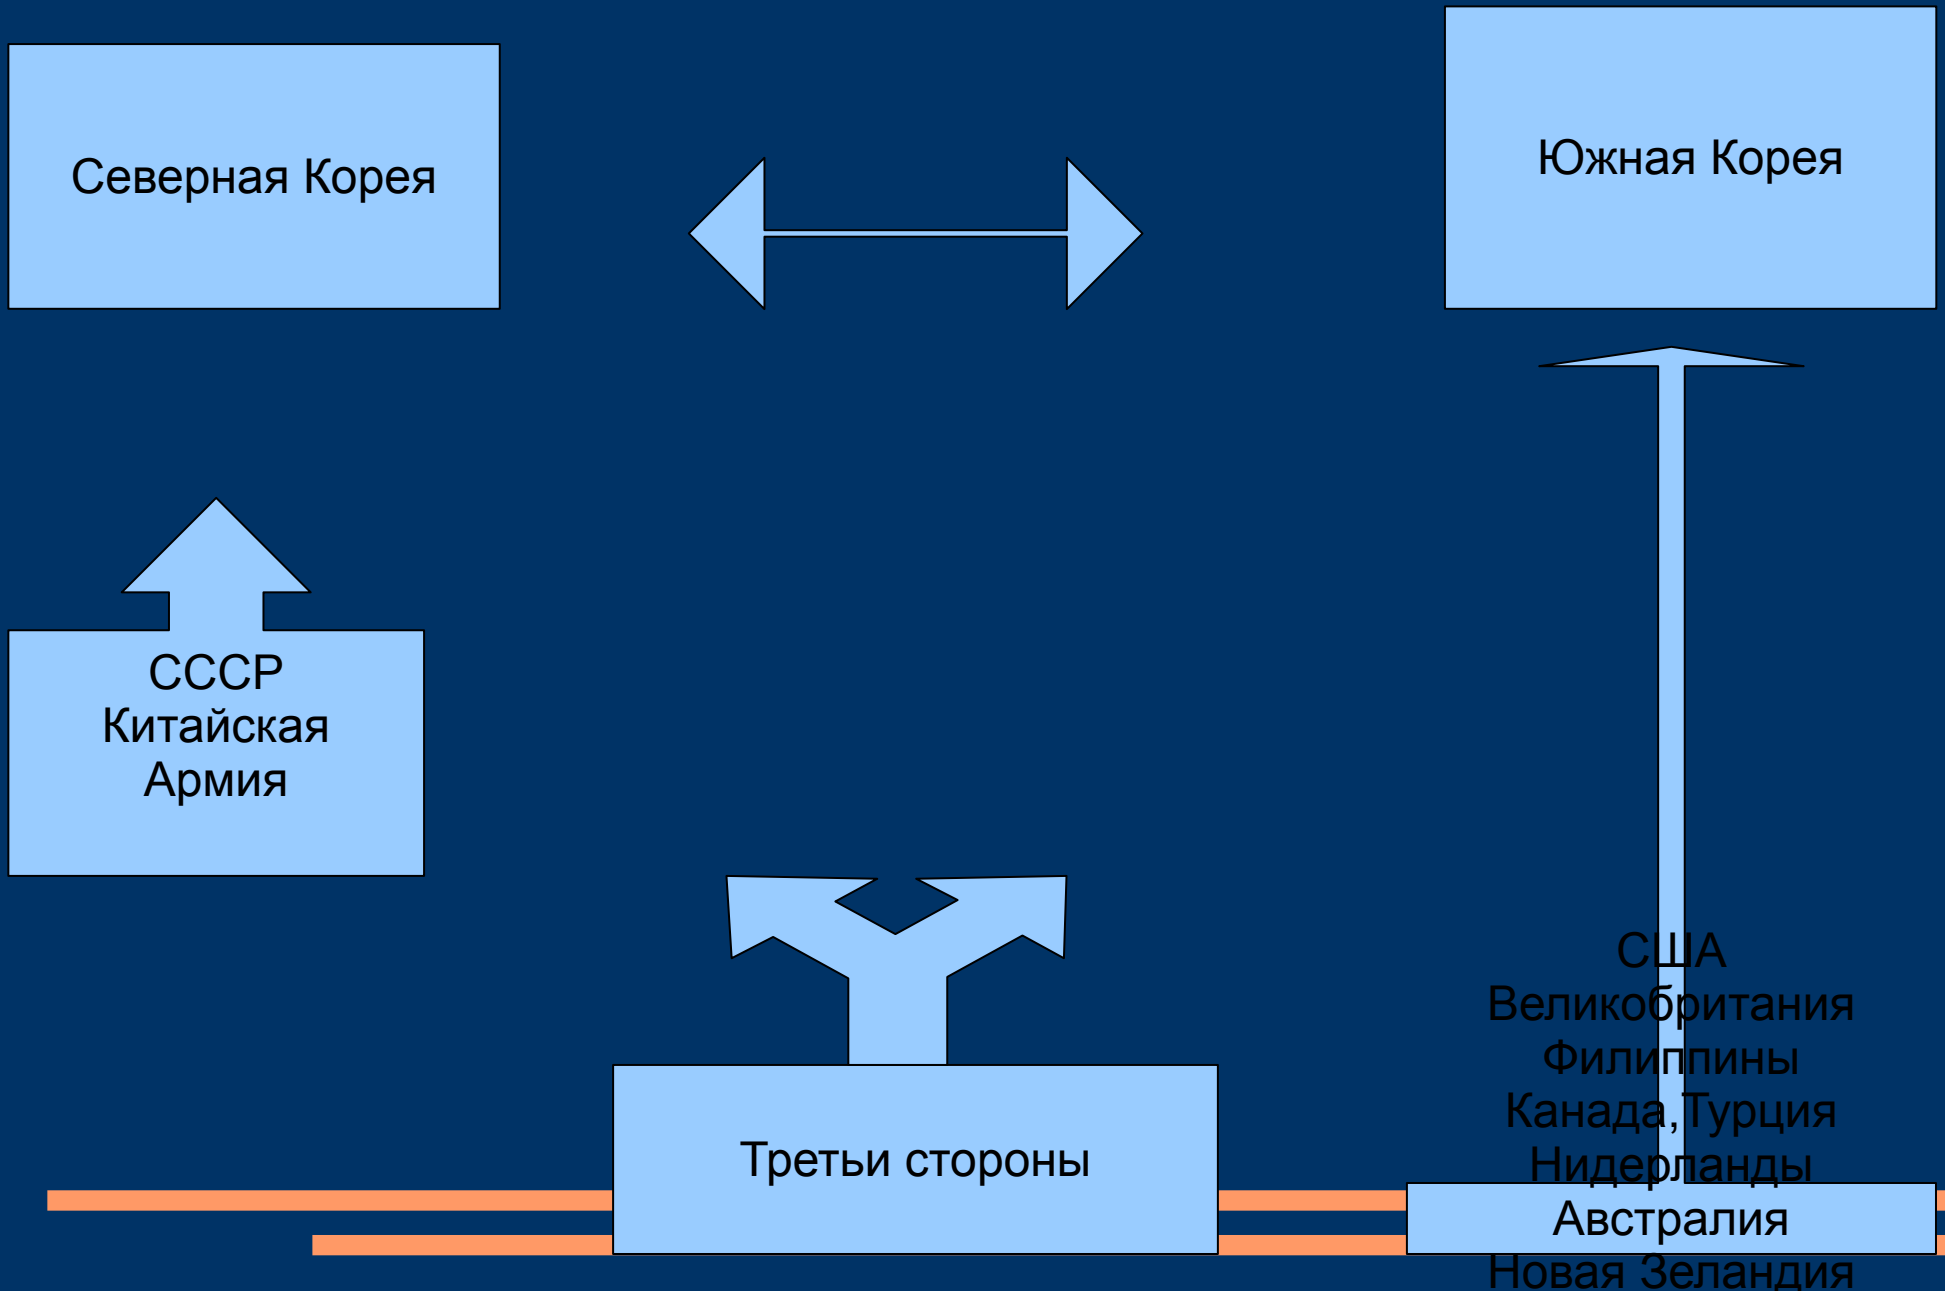 Северная Корея
Южная Корея
СССР
Китайская
Армия
Третьи стороны
США
Великобритания
Филиппины
Канада,Турция
Нидерланды
Австралия
Новая Зеландия